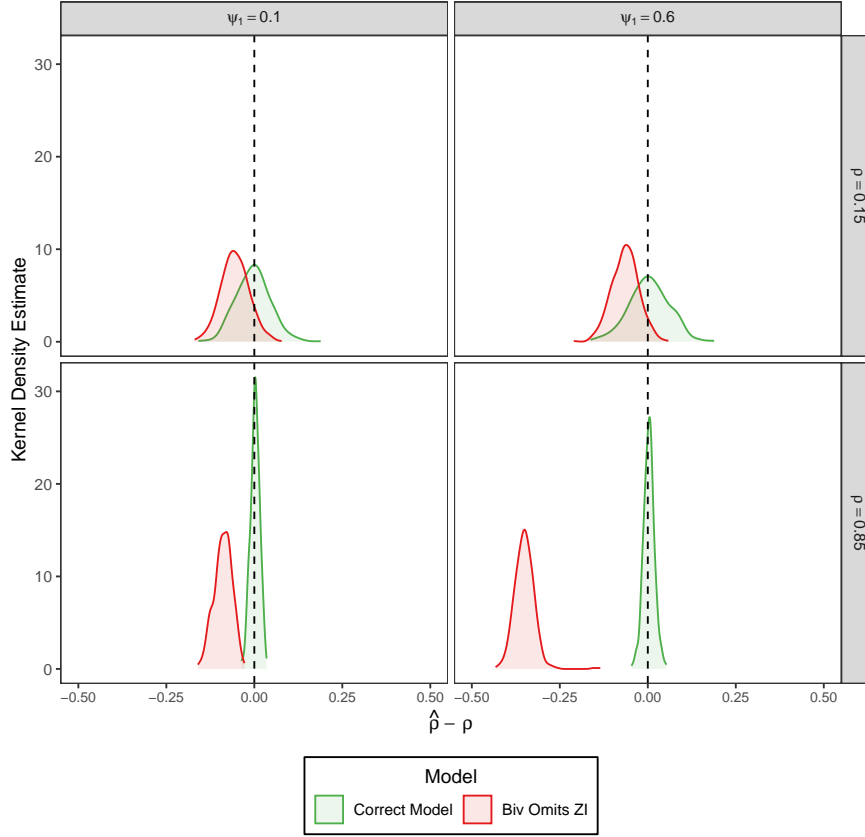 ψ₁ = 0.1
ψ₁ = 0.6
30
20
10
0
ρ = 0.15
30
20
10
0
ρ = 0.85
Kernel Density Estimate
−0.50 −0.25 0.00 0.25 0.50
−0.50 −0.25 0.00 0.25 0.50
ρ̂ − ρ
Model
Correct Model
Biv Omits ZI